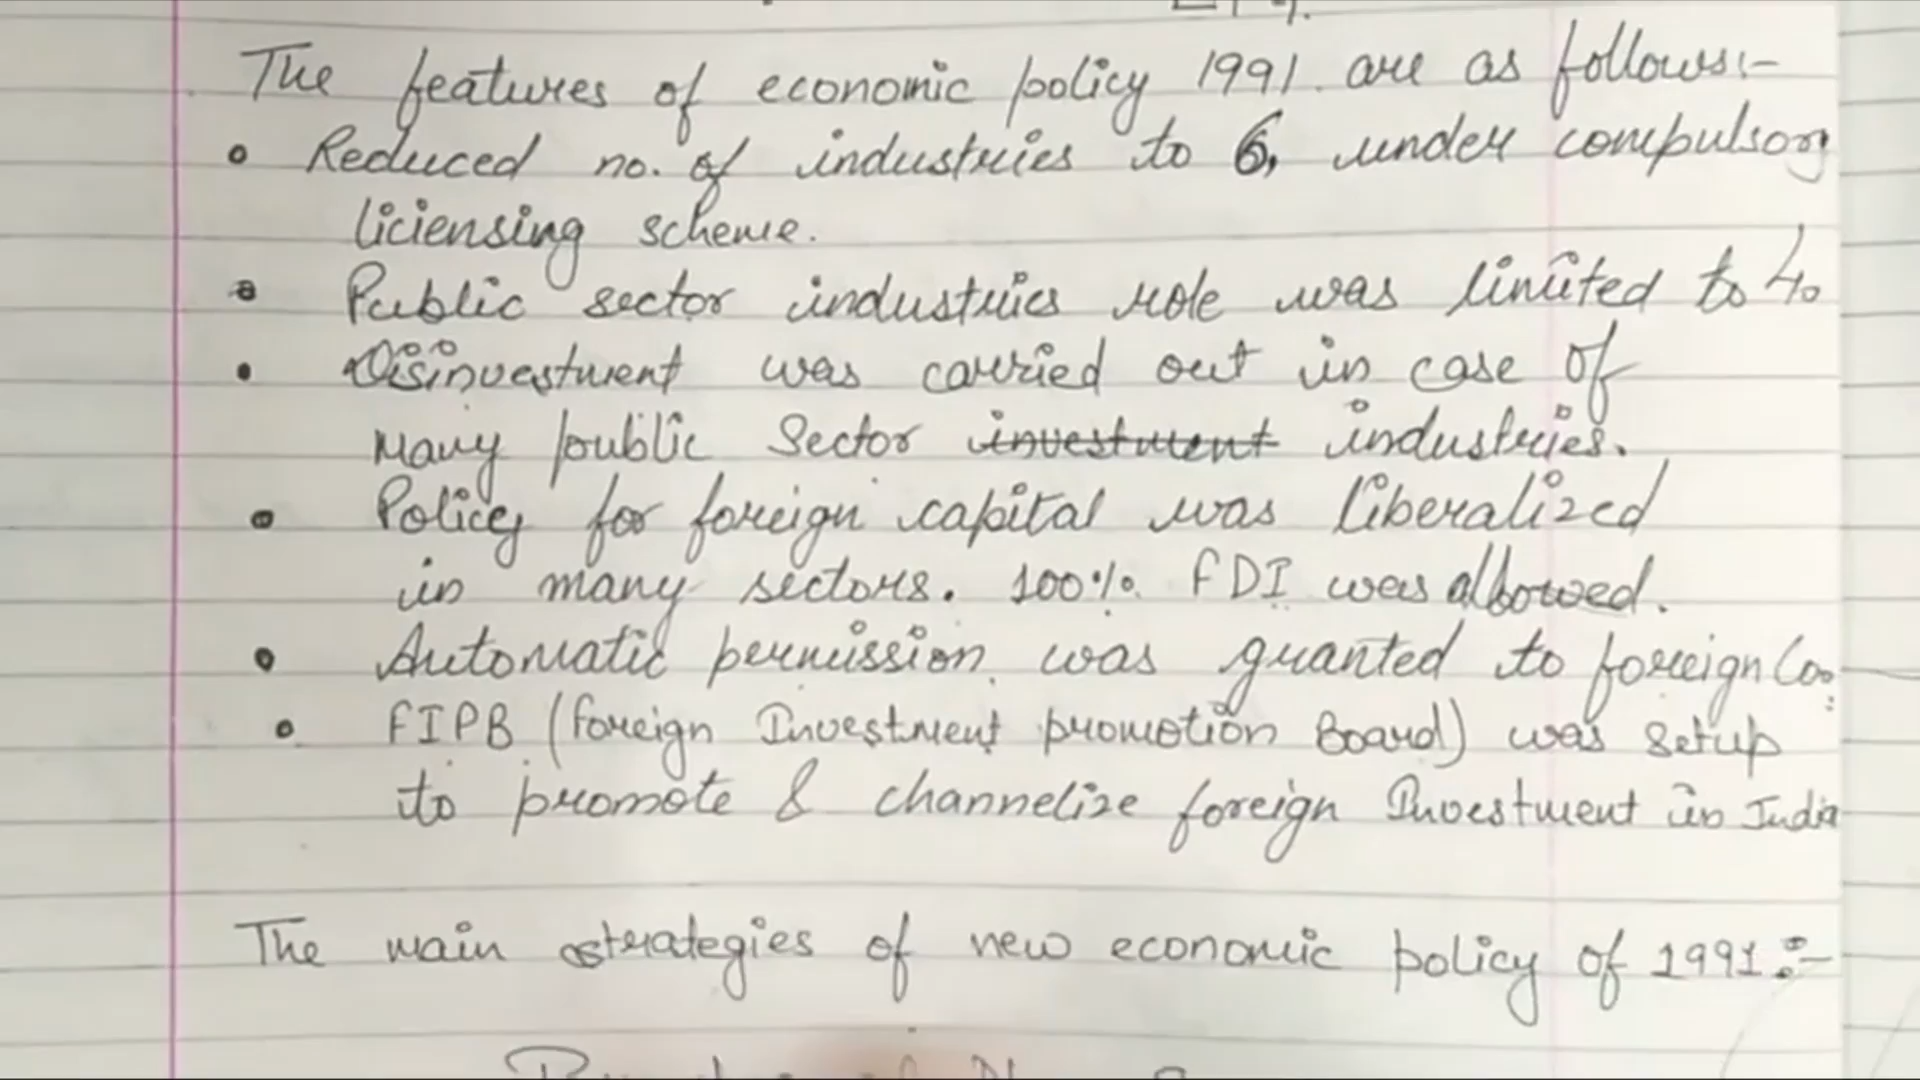 The features of economic policy 1991 are as follows:-
• Reduced no. of industries to 6, under compulsory
liciensing scheme.
• Public sector industries role was limited to 4.
• Disinvestment was carried out in case of
many public sector investment industries.
• Policy for foreign capital was liberalized
in many sectors. 100% FDI was allowed.
• Automatic permission was granted to foreign Co.
• FIPB (Foreign Investment promotion Board) was setup
to promote & channelize foreign Investment in India
The main strategies of new economic policy of 1991:-